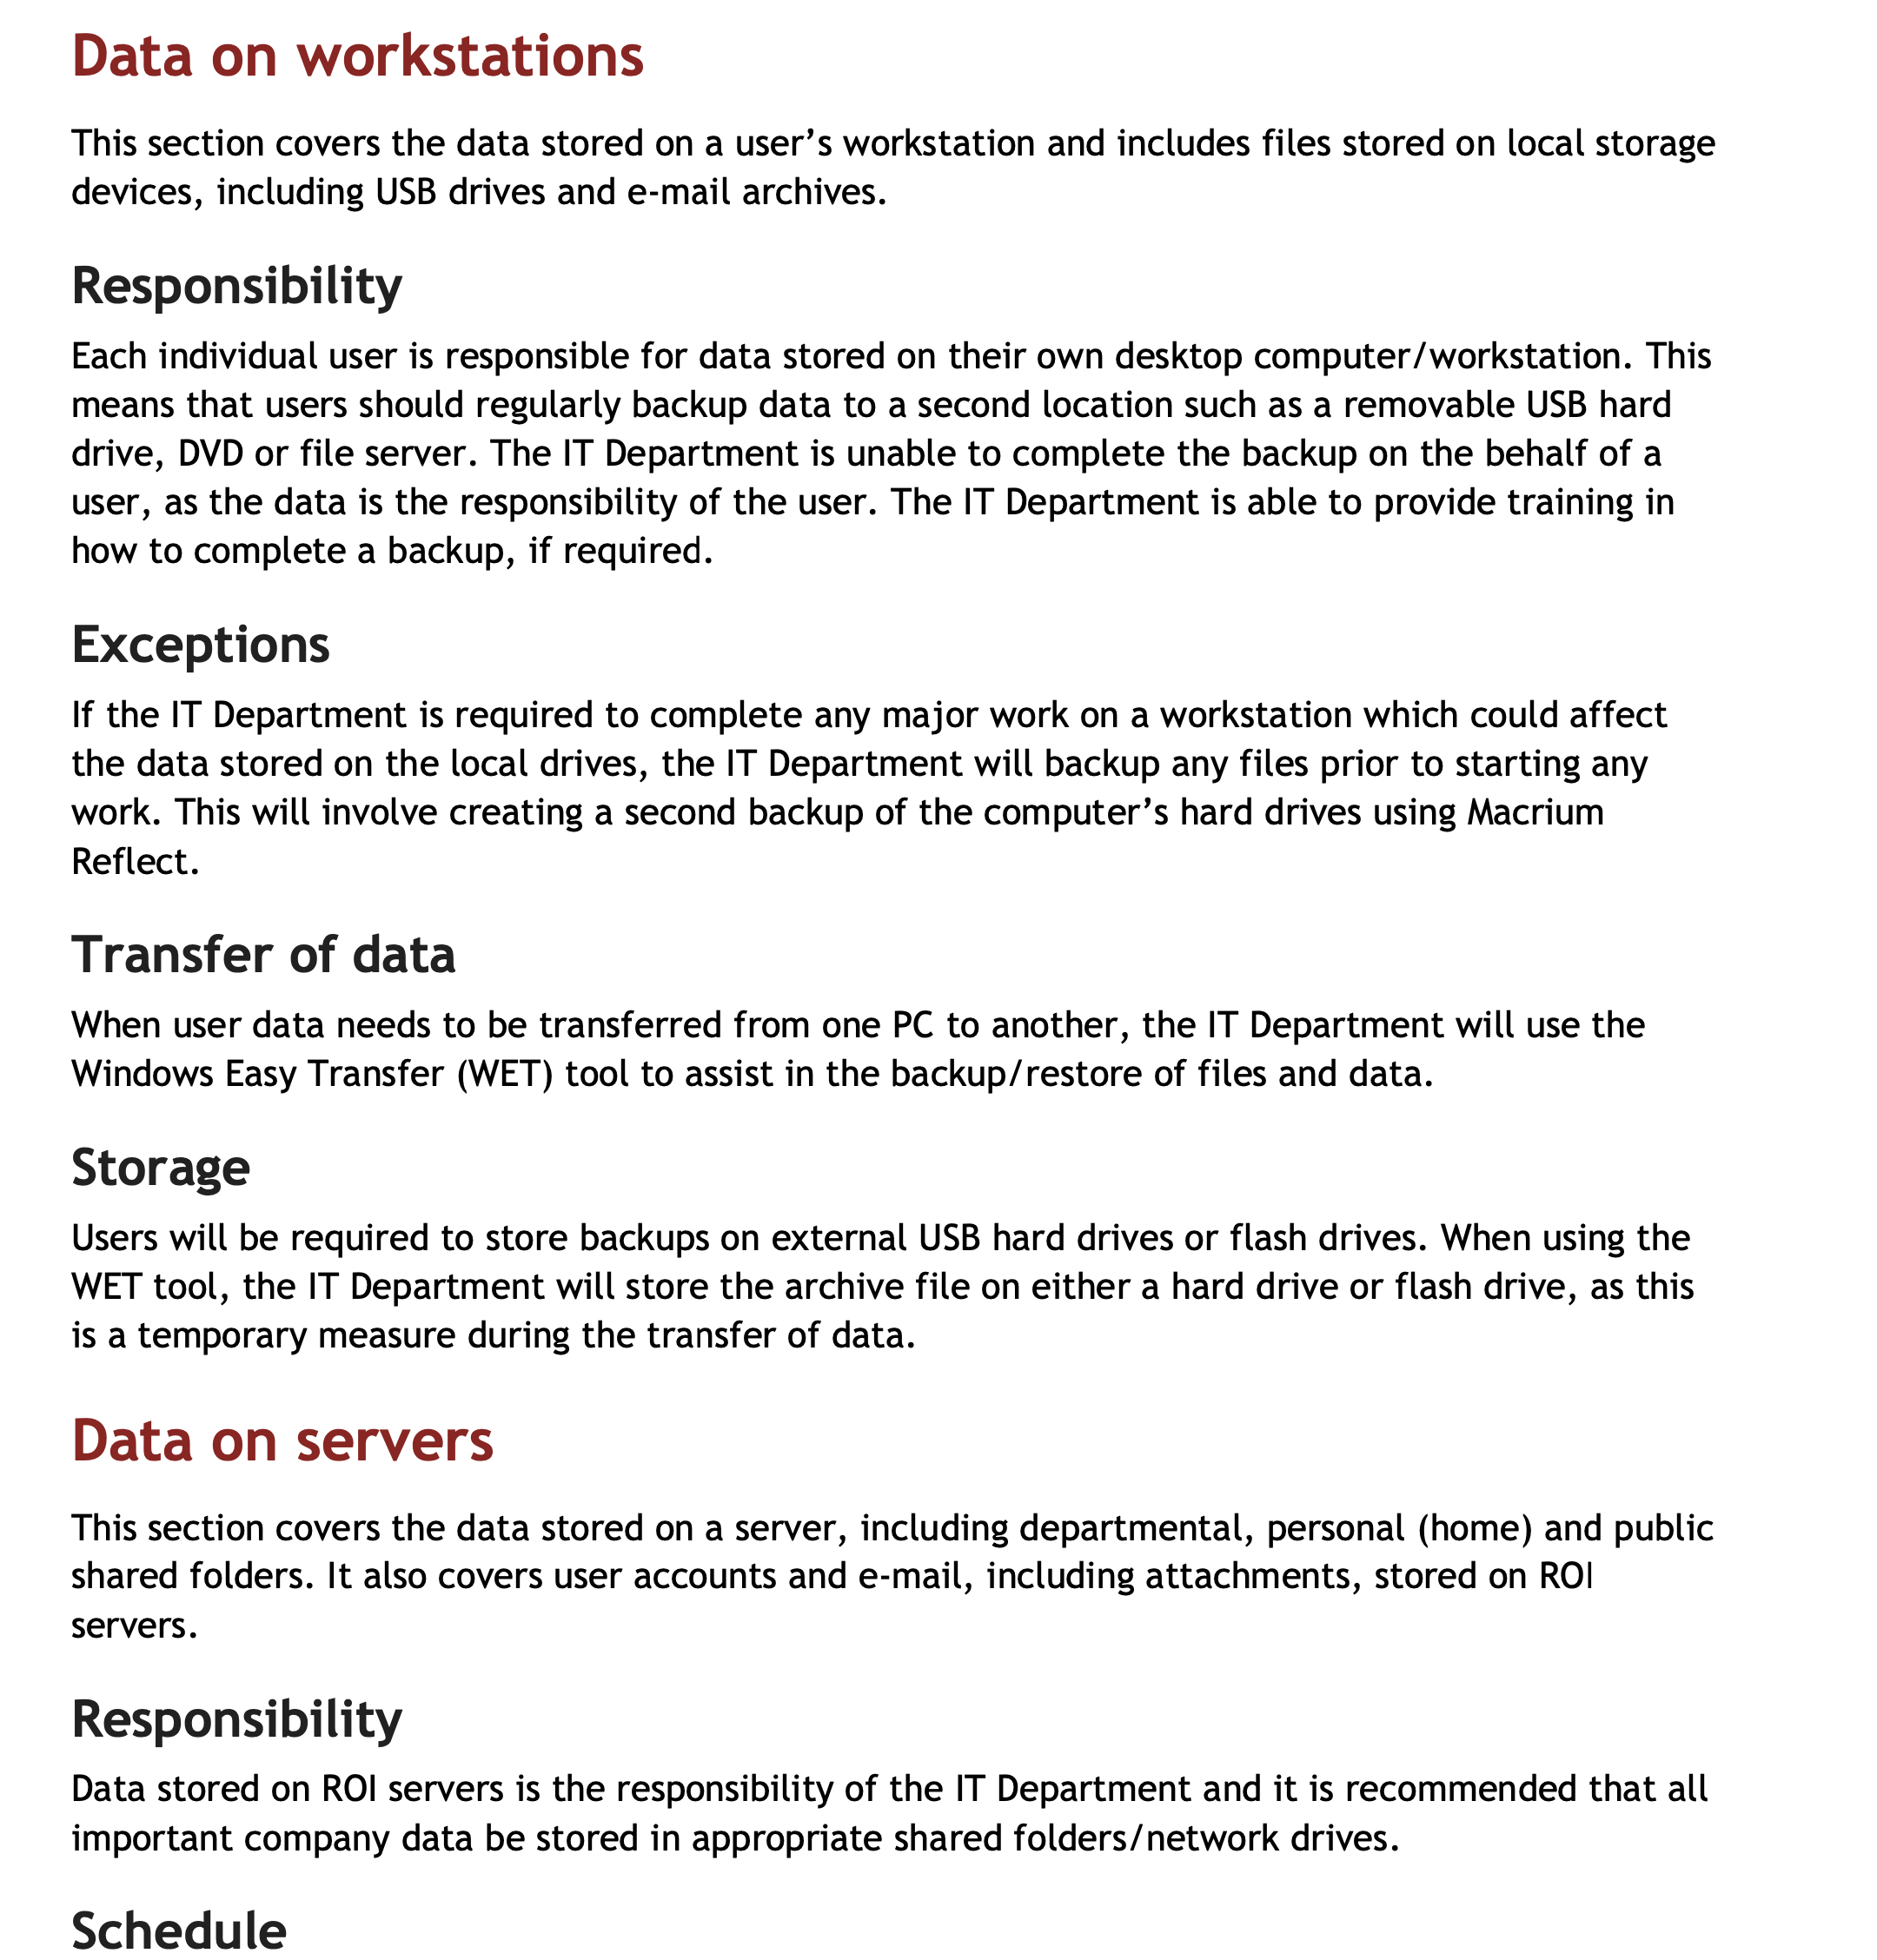 Data on workstations
This section covers the data stored on a user’s workstation and includes files stored on local storage
devices, including USB drives and e-mail archives.
Responsibility
Each individual user is responsible for data stored on their own desktop computer/workstation. This
means that users should regularly backup data to a second location such as a removable USB hard
drive, DVD or file server. The IT Department is unable to complete the backup on the behalf of a
user, as the data is the responsibility of the user. The IT Department is able to provide training in
how to complete a backup, if required.
Exceptions
If the IT Department is required to complete any major work on a workstation which could affect
the data stored on the local drives, the IT Department will backup any files prior to starting any
work. This will involve creating a second backup of the computer’s hard drives using Macrium
Reflect.
Transfer of data
When user data needs to be transferred from one PC to another, the IT Department will use the
Windows Easy Transfer (WET) tool to assist in the backup/restore of files and data.
Storage
Users will be required to store backups on external USB hard drives or flash drives. When using the
WET tool, the IT Department will store the archive file on either a hard drive or flash drive, as this
is a temporary measure during the transfer of data.
Data on servers
This section covers the data stored on a server, including departmental, personal (home) and public
shared folders. It also covers user accounts and e-mail, including attachments, stored on ROI
servers.
Responsibility
Data stored on ROI servers is the responsibility of the IT Department and it is recommended that all
important company data be stored in appropriate shared folders/network drives.
Schedule